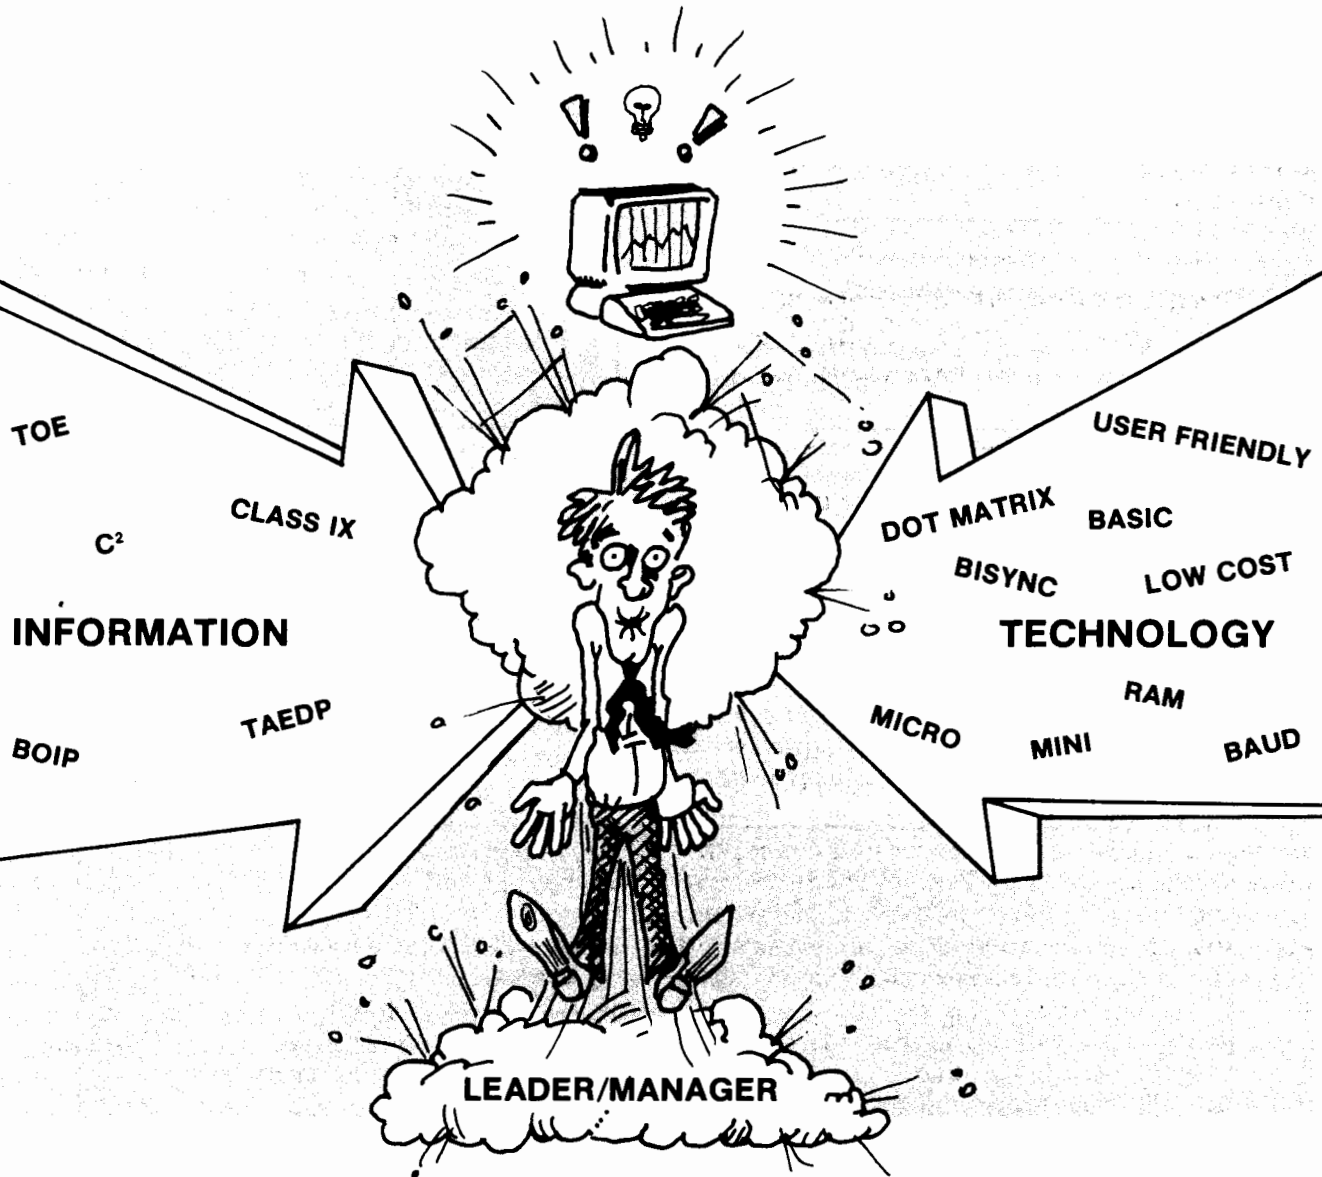 TOE
CLASS IX
C²
INFORMATION
TAEDP
BOIP
USER FRIENDLY
DOT MATRIX
BASIC
BISYNC
LOW COST
TECHNOLOGY
RAM
MICRO
MINI
BAUD
LEADER/MANAGER
! !